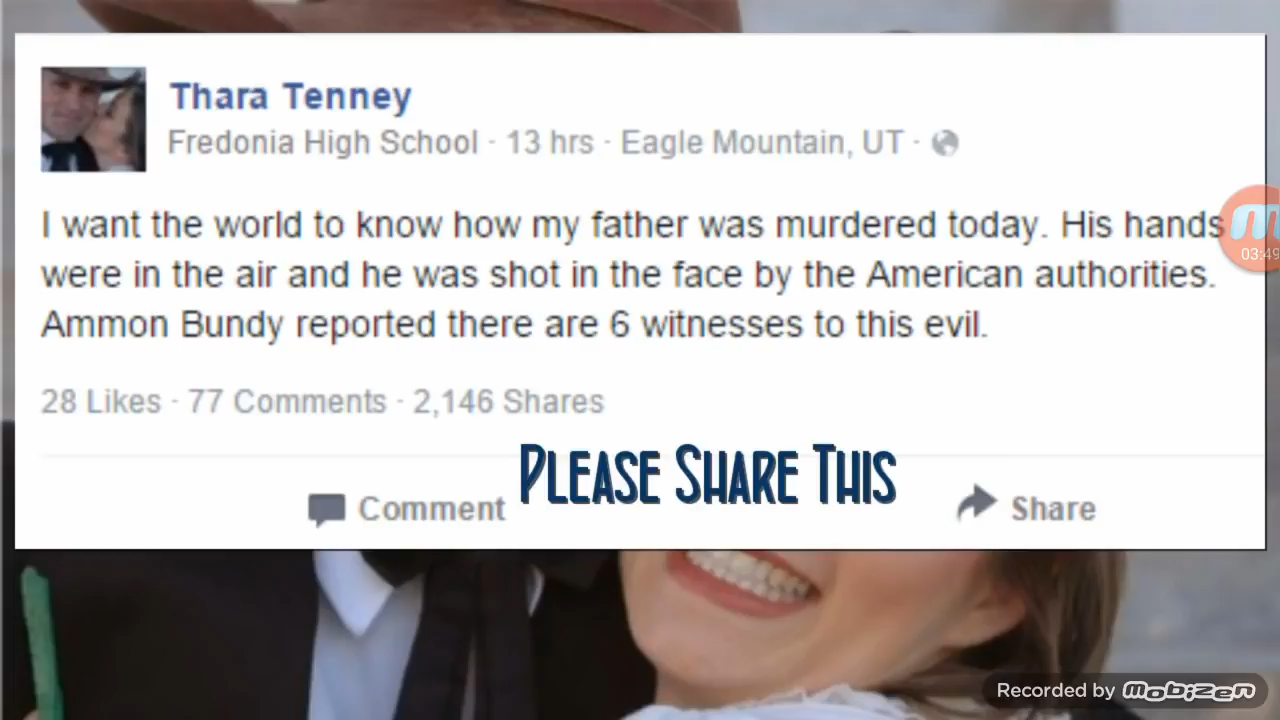 Thara Tenney
Fredonia High School · 13 hrs · Eagle Mountain, UT ·
I want the world to know how my father was murdered today. His hands
were in the air and he was shot in the face by the American authorities.
Ammon Bundy reported there are 6 witnesses to this evil.
28 Likes · 77 Comments · 2,146 Shares
PLEASE SHARE THIS
Comment
Share
03:49
Recorded by Mobizen